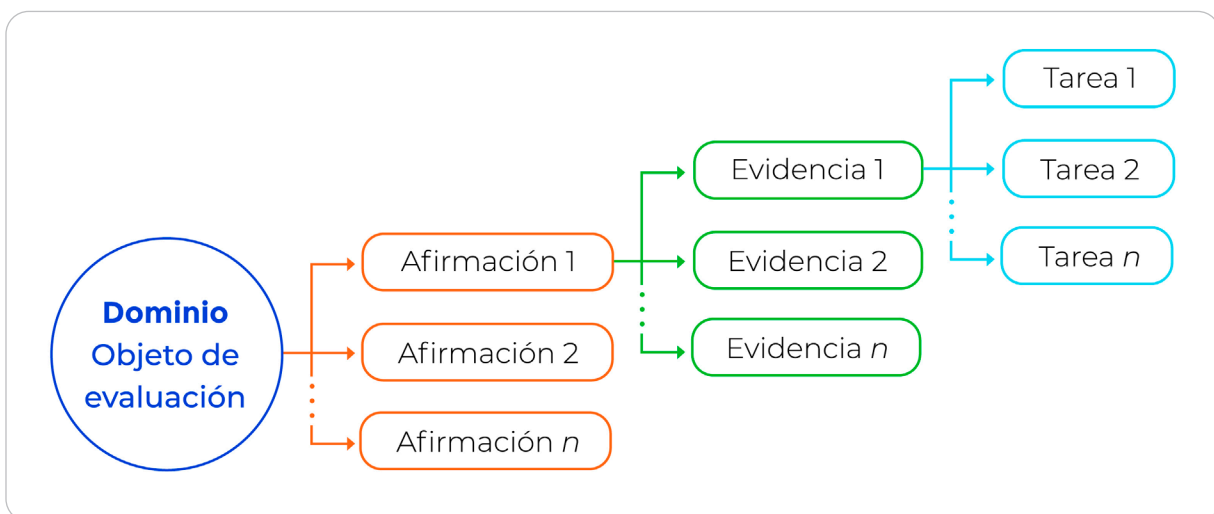 Dominio
Objeto de
evaluación
Afirmación 1
Afirmación 2
Afirmación n
Evidencia 1
Evidencia 2
Evidencia n
Tarea 1
Tarea 2
Tarea n